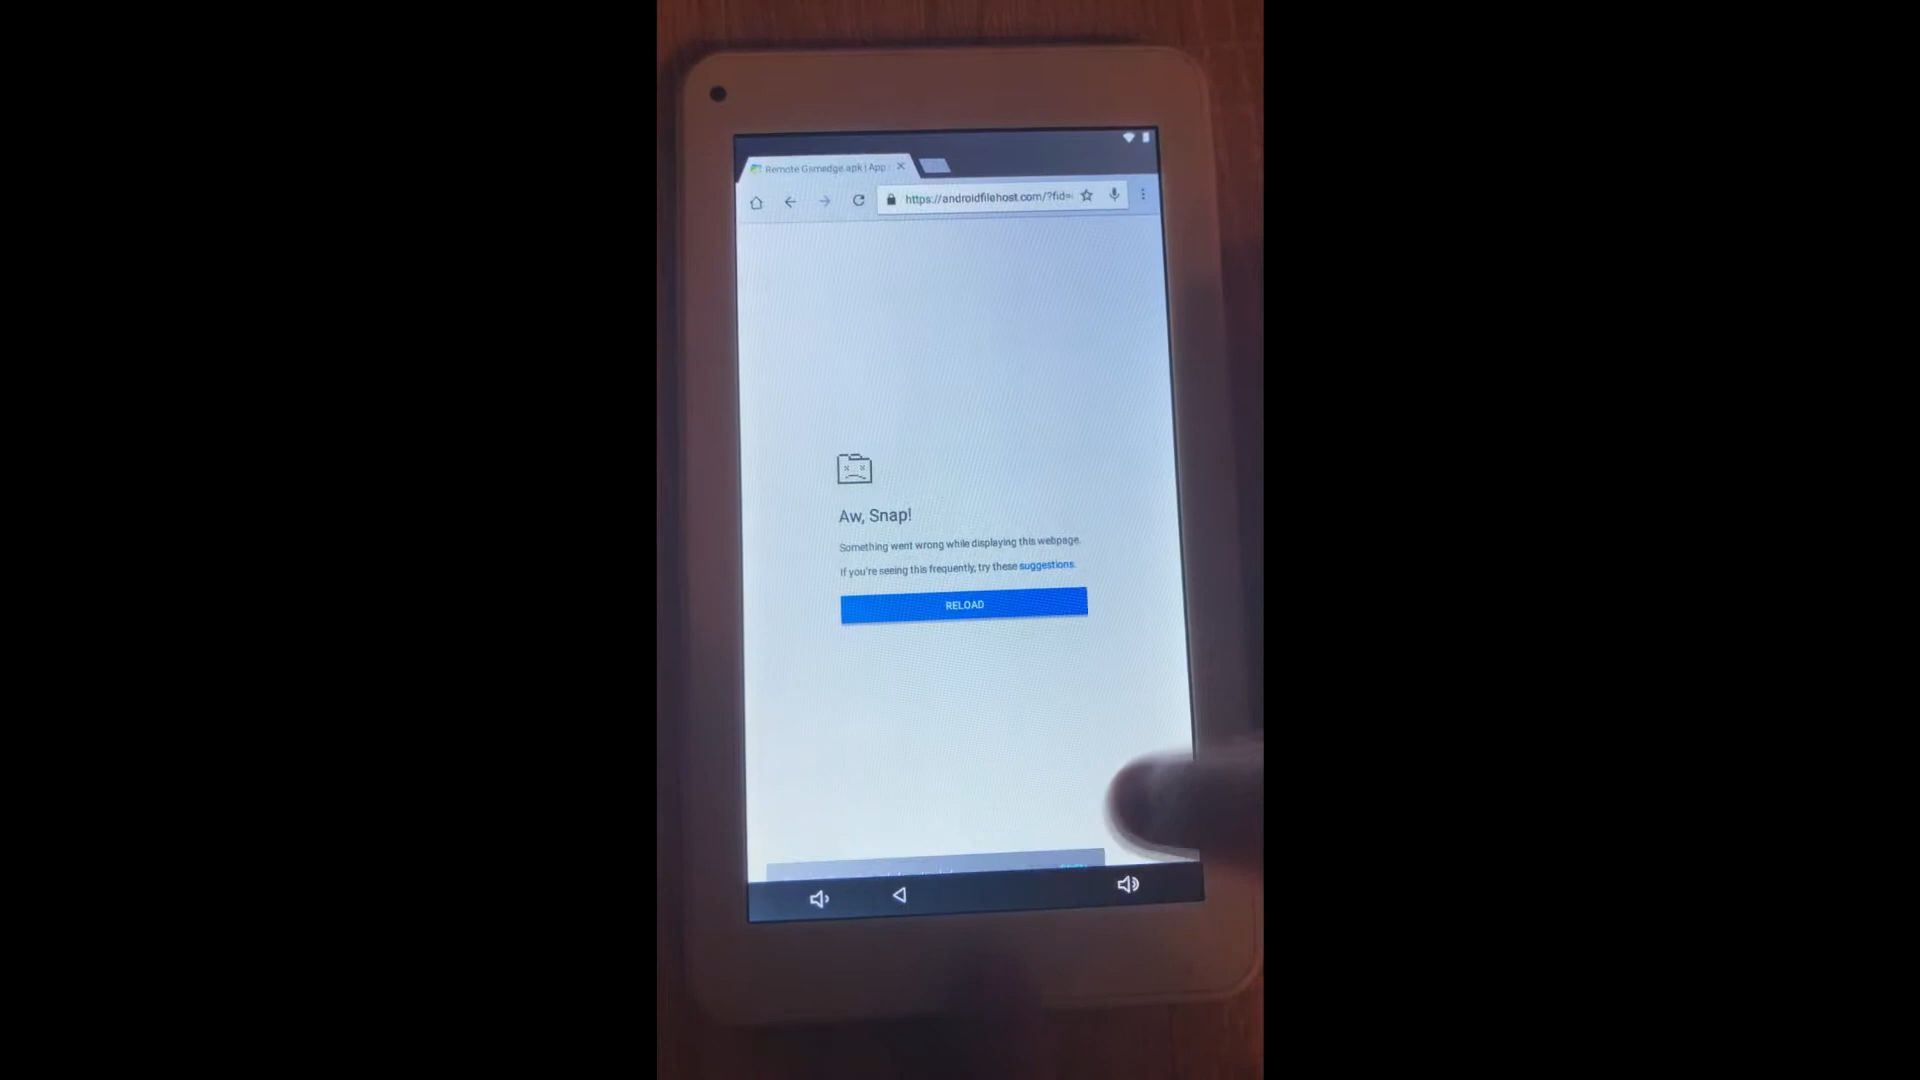 Remote Gsmedge.apk | App
https://androidfilehost.com/?fid=
Aw, Snap!
Something went wrong while displaying this webpage.
If you're seeing this frequently, try these suggestions.
RELOAD